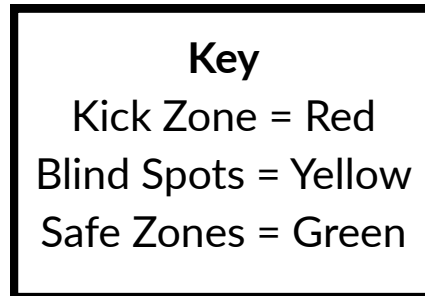 Key
Kick Zone = Red
Blind Spots = Yellow
Safe Zones = Green